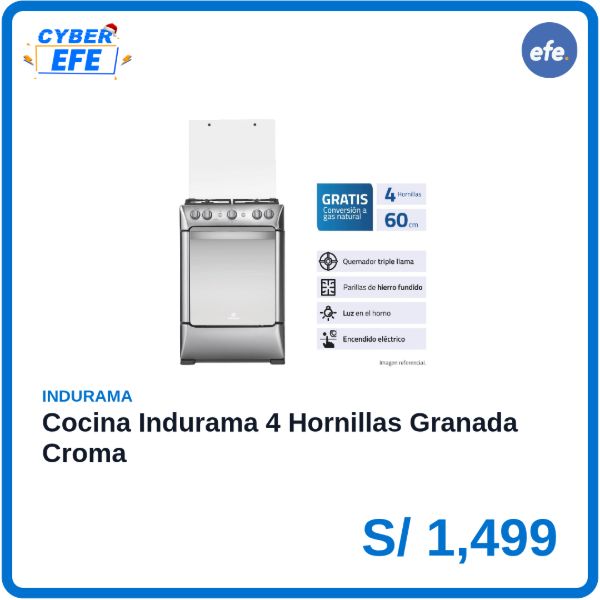 CYBER
EFE
efe.
GRATIS
Conversión a
gas natural
4 Hornillas
60 cm
Quemador triple llama
Parillas de hierro fundido
Luz en el horno
Encendido eléctrico
Imagen referencial.
INDURAMA
Cocina Indurama 4 Hornillas Granada
Croma
S/ 1,499